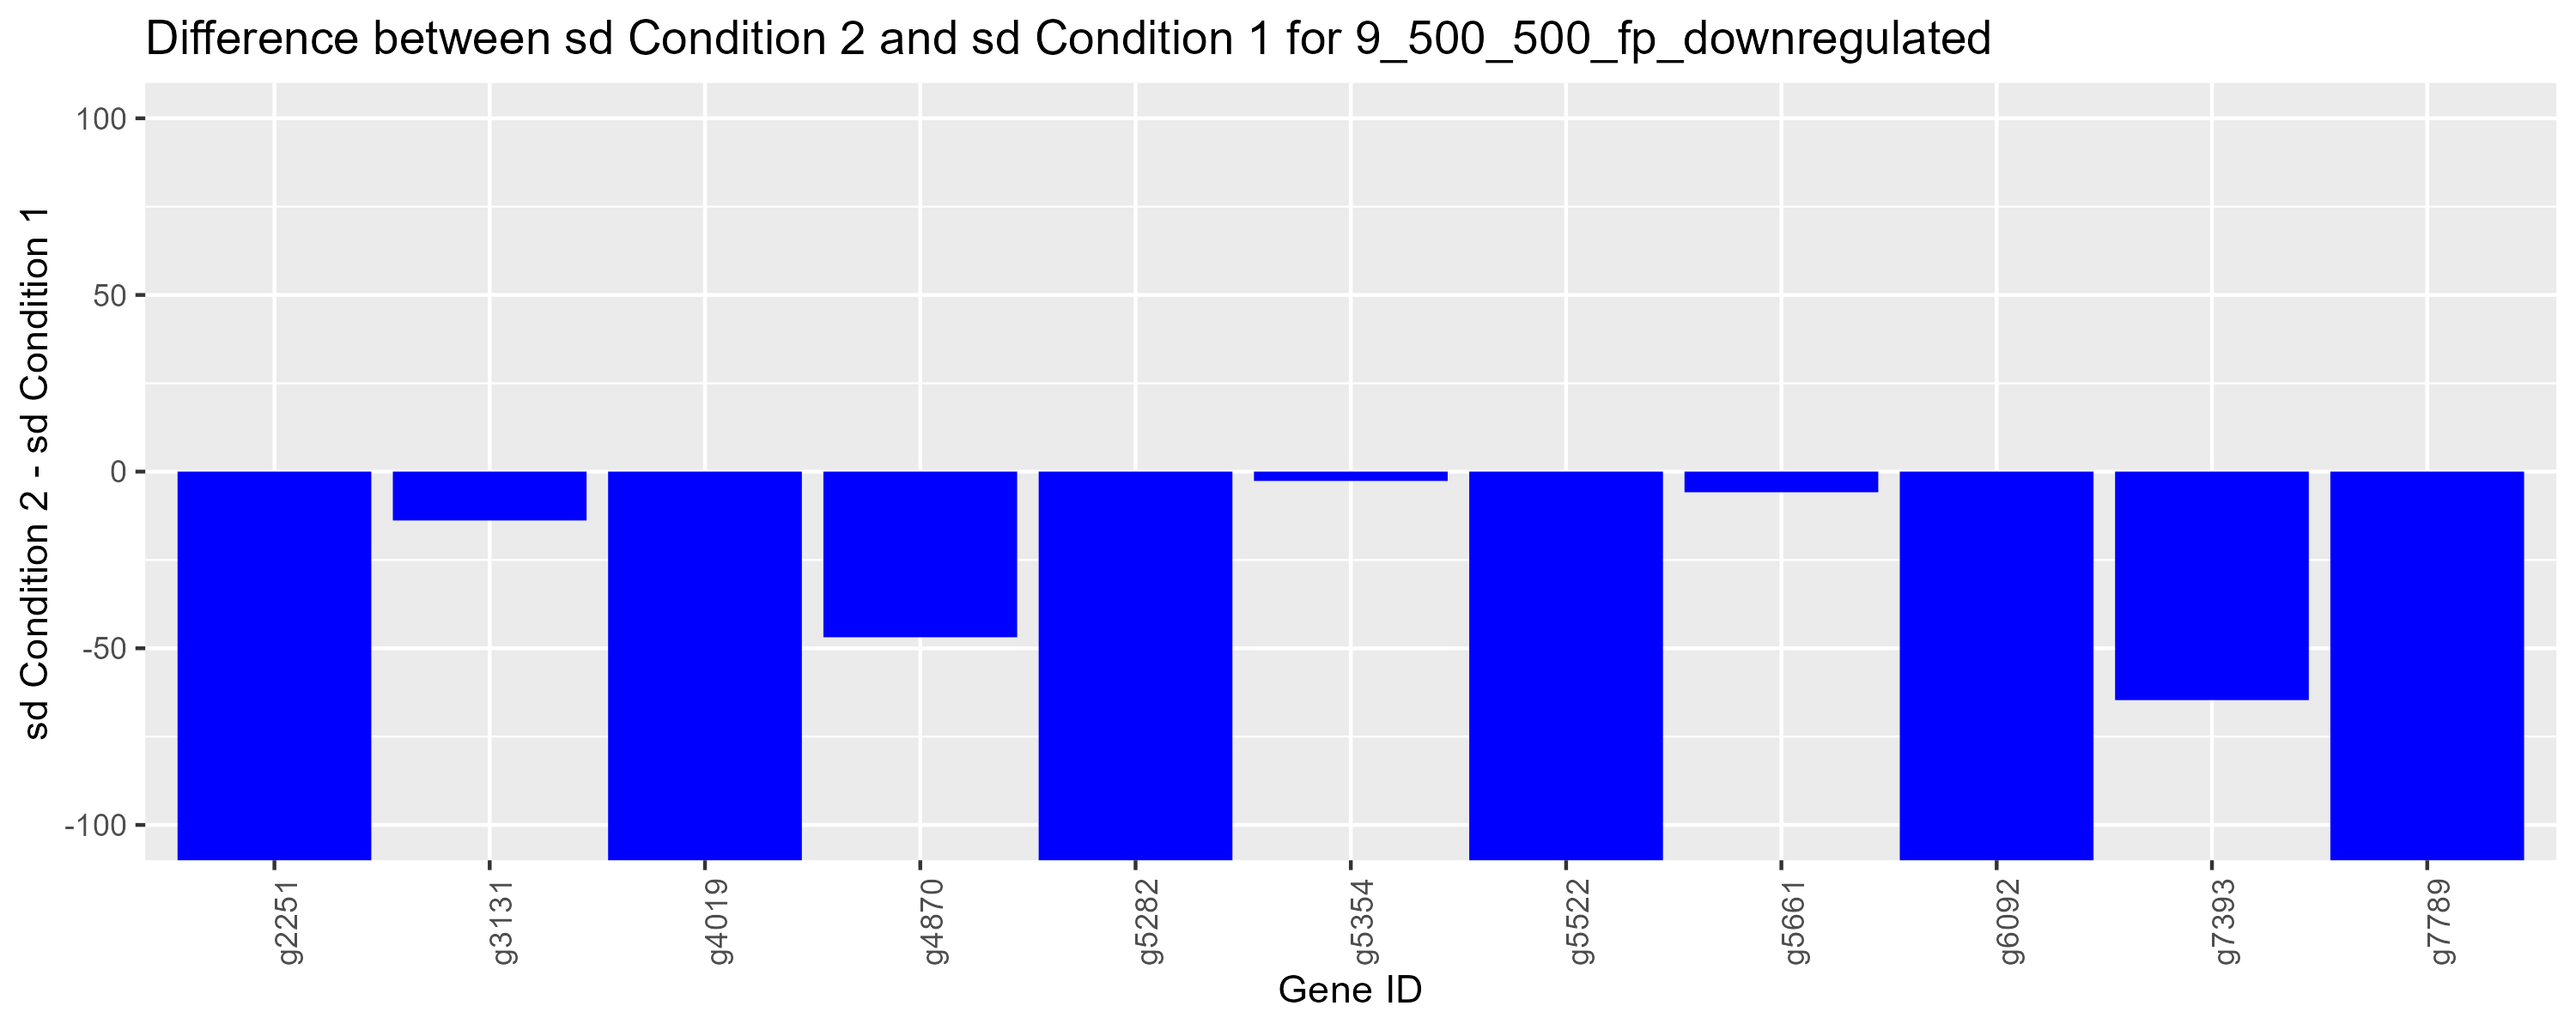 Difference between sd Condition 2 and sd Condition 1 for 9_500_500_fp_downregulated
sd Condition 2 - sd Condition 1
100
50
0
-50
-100
g2251
g3131
g4019
g4870
g5282
g5354
g5522
g5661
g6092
g7393
g7789
Gene ID